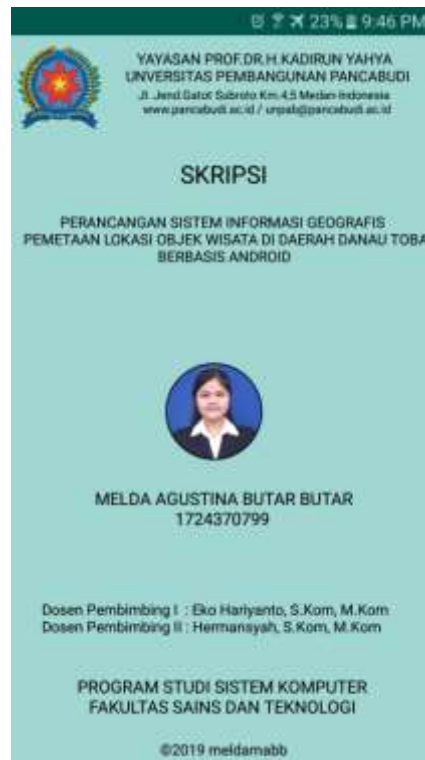 23% 9:46 PM
YAYASAN PROF.DR.H.KADIRUN YAHYA
UNVERSITAS PEMBANGUNAN PANCABUDI
Jl. Jend.Gatot Subroto Km.4,5 Medan-Indonesia
www.pancabudi.ac.id / unpab@pancabudi.ac.id
SKRIPSI
PERANCANGAN SISTEM INFORMASI GEOGRAFIS
PEMETAAN LOKASI OBJEK WISATA DI DAERAH DANAU TOBA
BERBASIS ANDROID
MELDA AGUSTINA BUTAR BUTAR
1724370799
Dosen Pembimbing I : Eko Hariyanto, S.Kom, M.Kom
Dosen Pembimbing II : Hermansyah, S.Kom, M.Kom
PROGRAM STUDI SISTEM KOMPUTER
FAKULTAS SAINS DAN TEKNOLOGI
©2019 meldamabb